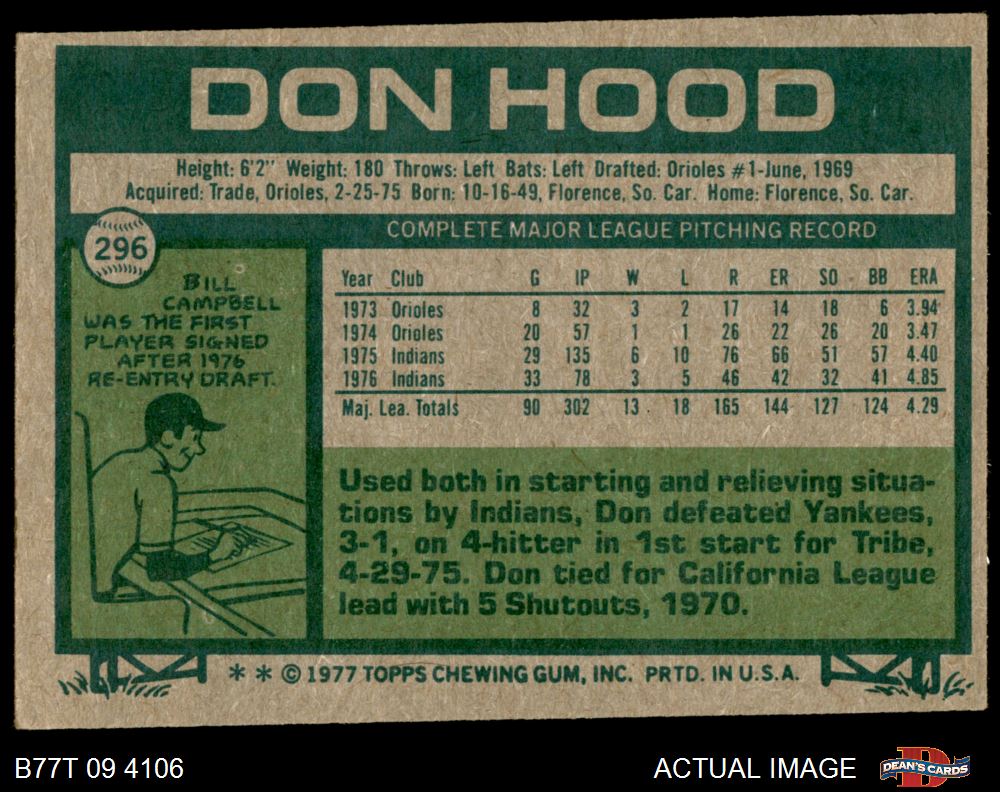 DON HOOD
Height: 6'2" Weight: 180 Throws: Left Bats: Left Drafted: Orioles #1-June, 1969
Acquired: Trade, Orioles, 2-25-75 Born: 10-16-49, Florence, So. Car. Home: Florence, So. Car.
296
COMPLETE MAJOR LEAGUE PITCHING RECORD
BILL
CAMPBELL
WAS THE FIRST
PLAYER SIGNED
AFTER 1976
RE-ENTRY DRAFT.
Year Club G IP W L R ER SO BB ERA
1973 Orioles 8 32 3 2 17 14 18 6 3.94
1974 Orioles 20 57 1 1 26 22 26 20 3.47
1975 Indians 29 135 6 10 76 66 51 57 4.40
1976 Indians 33 78 3 5 46 42 32 41 4.85
Maj. Lea. Totals 90 302 13 18 165 144 127 124 4.29
Used both in starting and relieving situa-
tions by Indians, Don defeated Yankees,
3-1, on 4-hitter in 1st start for Tribe,
4-29-75. Don tied for California League
lead with 5 Shutouts, 1970.
** © 1977 TOPPS CHEWING GUM, INC. PRTD. IN U.S.A.
B77T 09 4106
ACTUAL IMAGE
D
DEAN'S CARDS